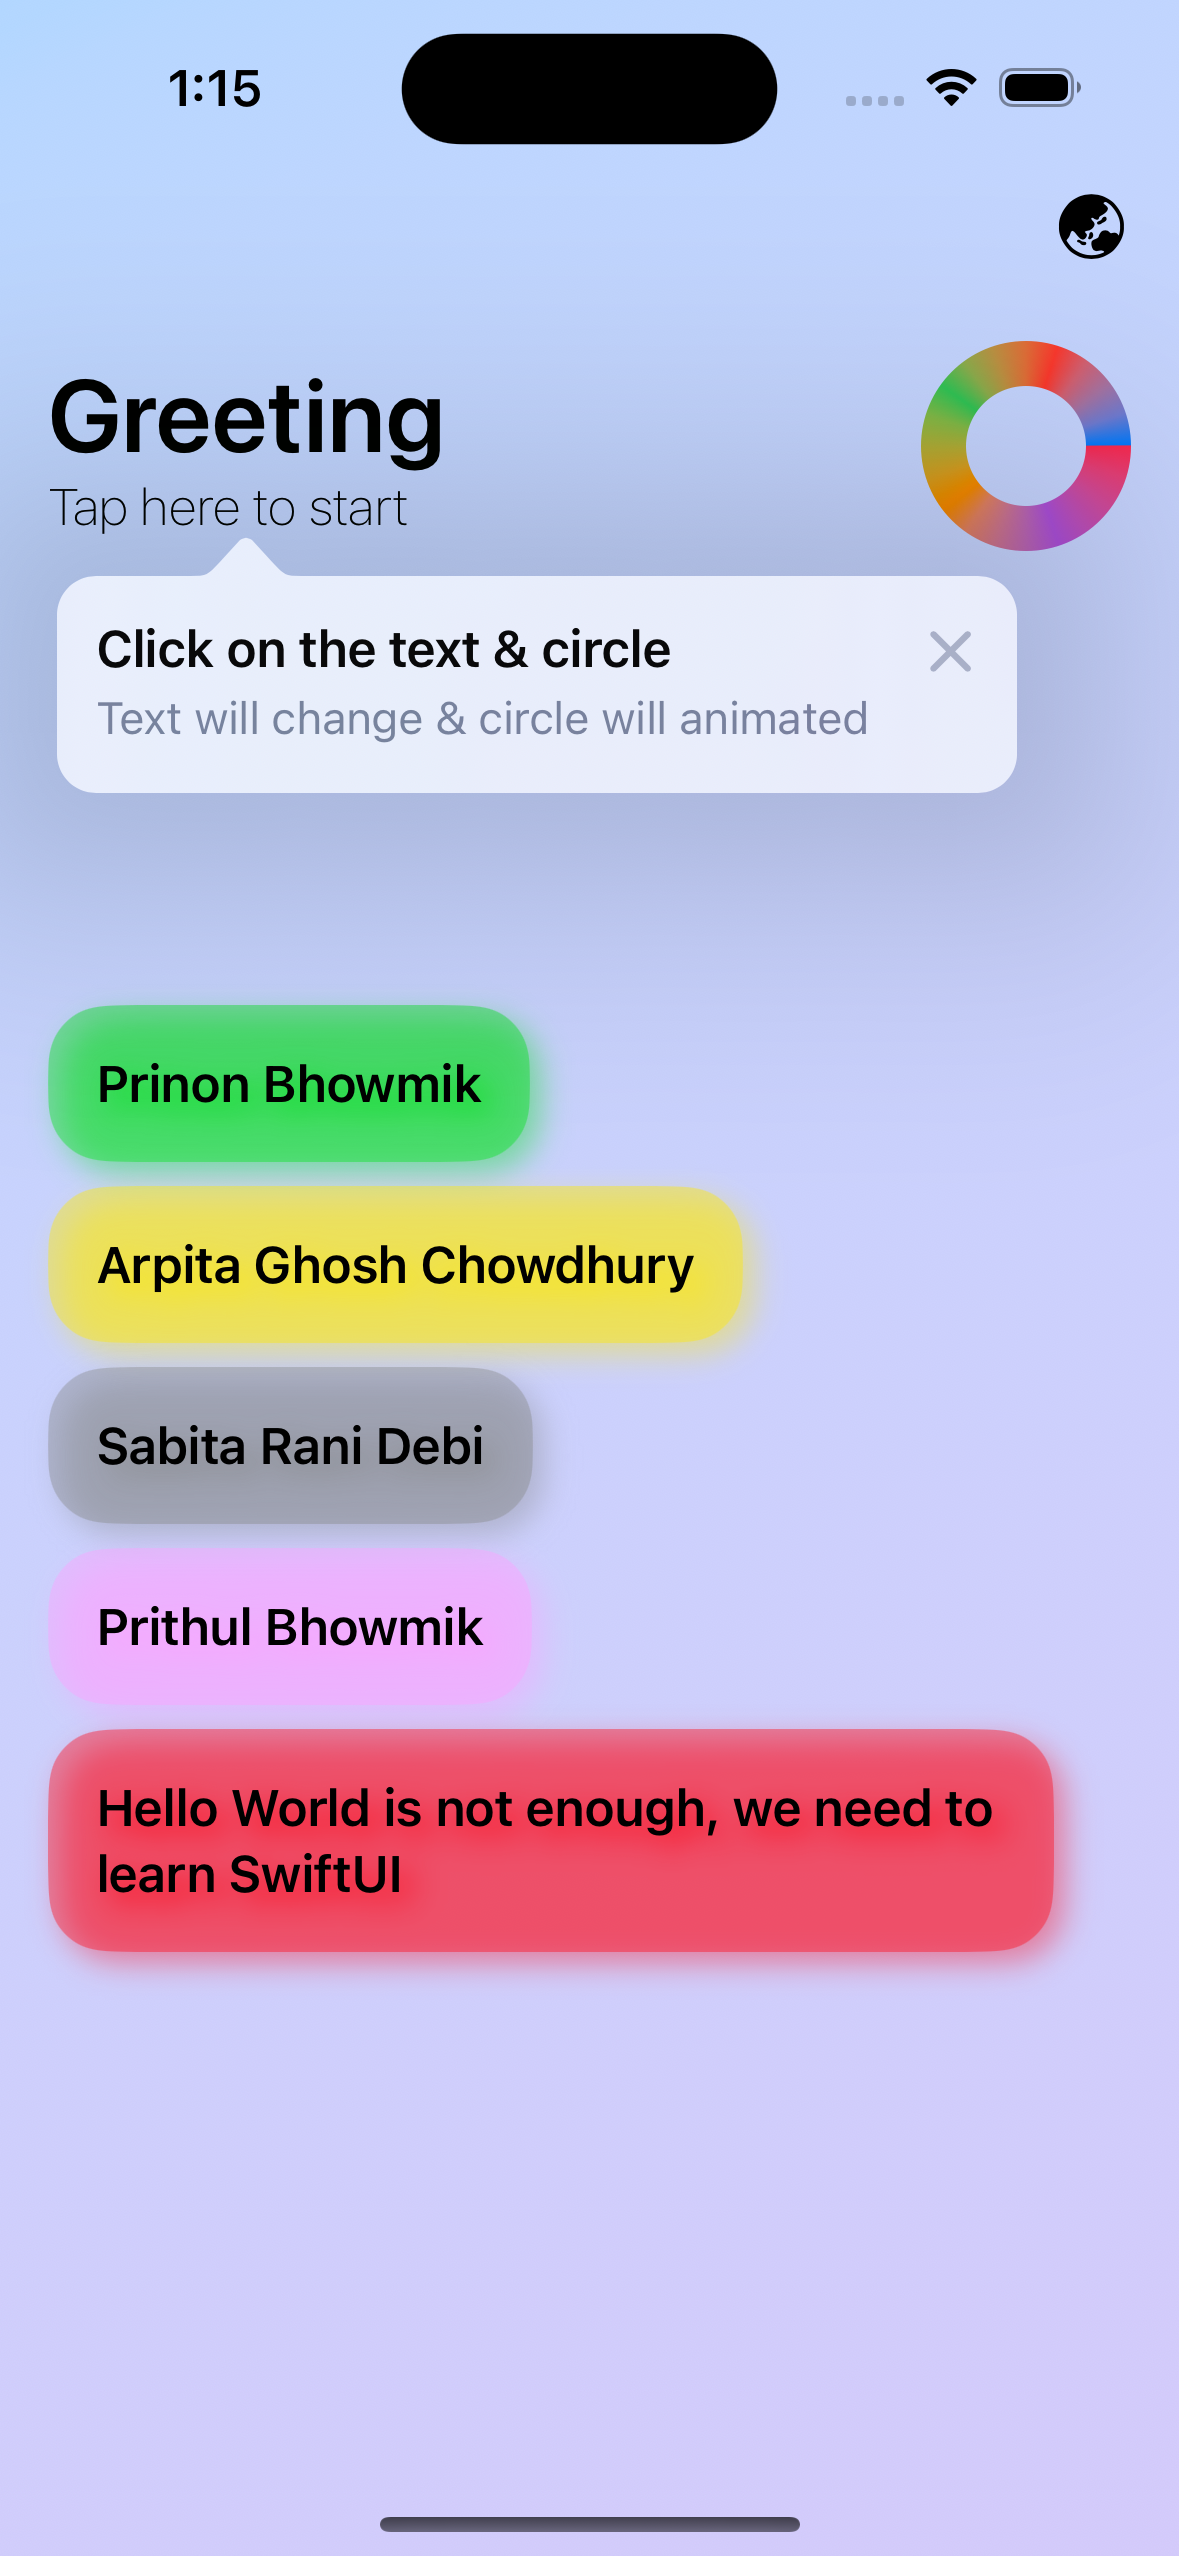 1:15
Greeting
Tap here to start
Click on the text & circle
Text will change & circle will animated
Prinon Bhowmik
Arpita Ghosh Chowdhury
Sabita Rani Debi
Prithul Bhowmik
Hello World is not enough, we need to
learn SwiftUI